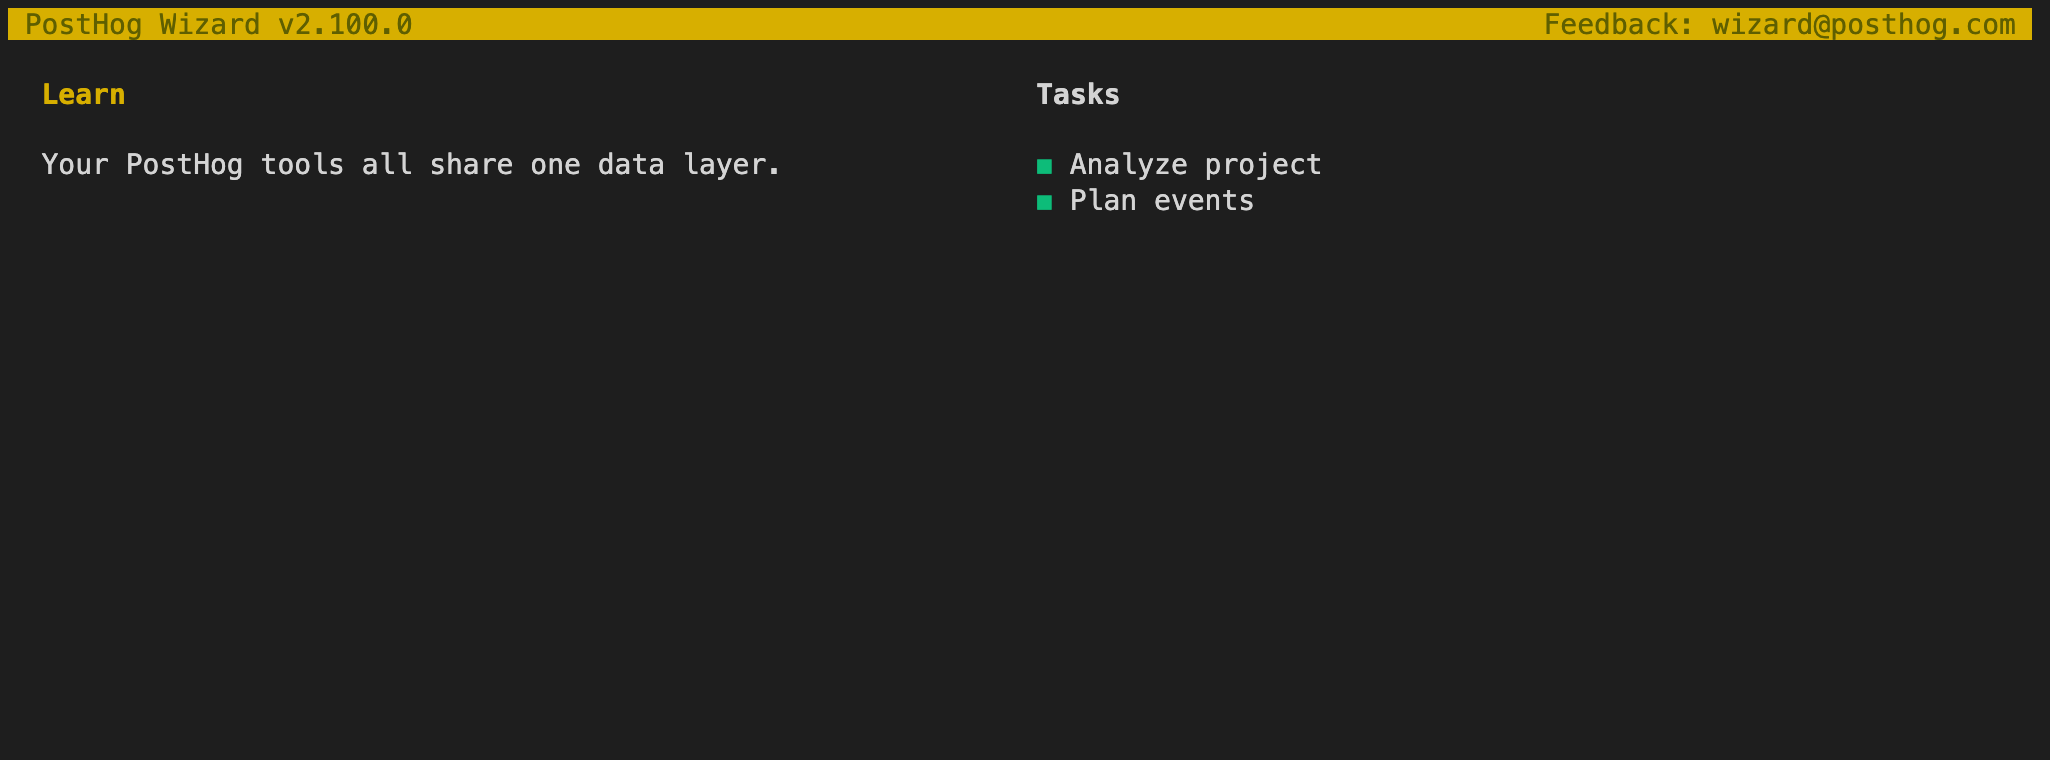 PostHog Wizard v2.100.0 Feedback: wizard@posthog.com
Learn
Your PostHog tools all share one data layer.
Tasks
Analyze project
Plan events